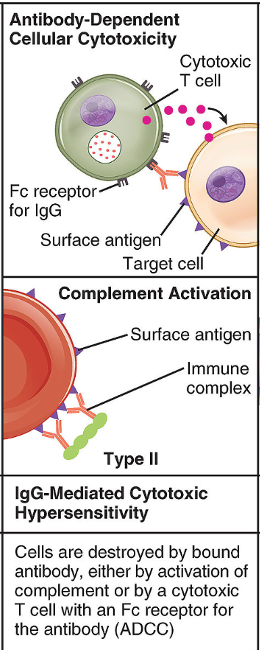 Antibody-Dependent
Cellular Cytotoxicity
Cytotoxic
T cell
Fc receptor
for IgG
Surface antigen
Target cell
Complement Activation
Surface antigen
Immune
complex
Type II
IgG-Mediated Cytotoxic
Hypersensitivity
Cells are destroyed by bound
antibody, either by activation of
complement or by a cytotoxic
T cell with an Fc receptor for
the antibody (ADCC)